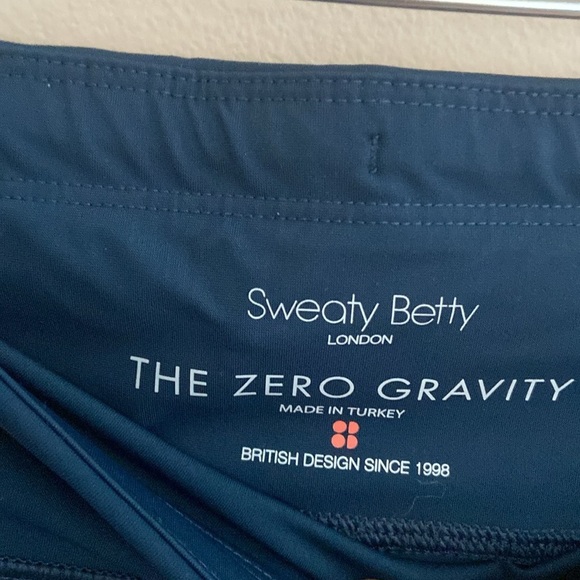 Sweaty Betty
LONDON
THE ZERO GRAVITY
MADE IN TURKEY
BRITISH DESIGN SINCE 1998